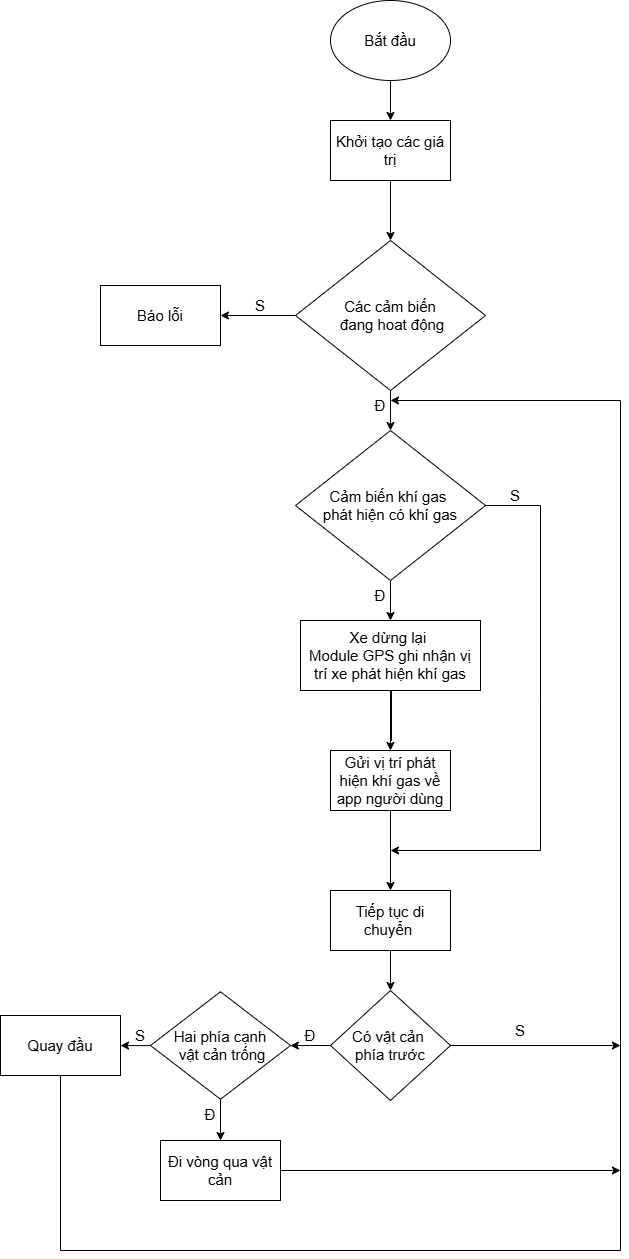 Bắt đầu
Khởi tạo các giá
trị
Các cảm biến
đang hoat động
S
Báo lỗi
Đ
Cảm biến khí gas
phát hiện có khí gas
S
Đ
Xe dừng lại
Module GPS ghi nhận vị
trí xe phát hiện khí gas
Gửi vị trí phát
hiện khí gas về
app người dùng
Tiếp tục di
chuyển
Có vật cản
phía trước
S
Đ
Hai phía cạnh
vật cản trống
S
Quay đầu
Đ
Đi vòng qua vật
cản